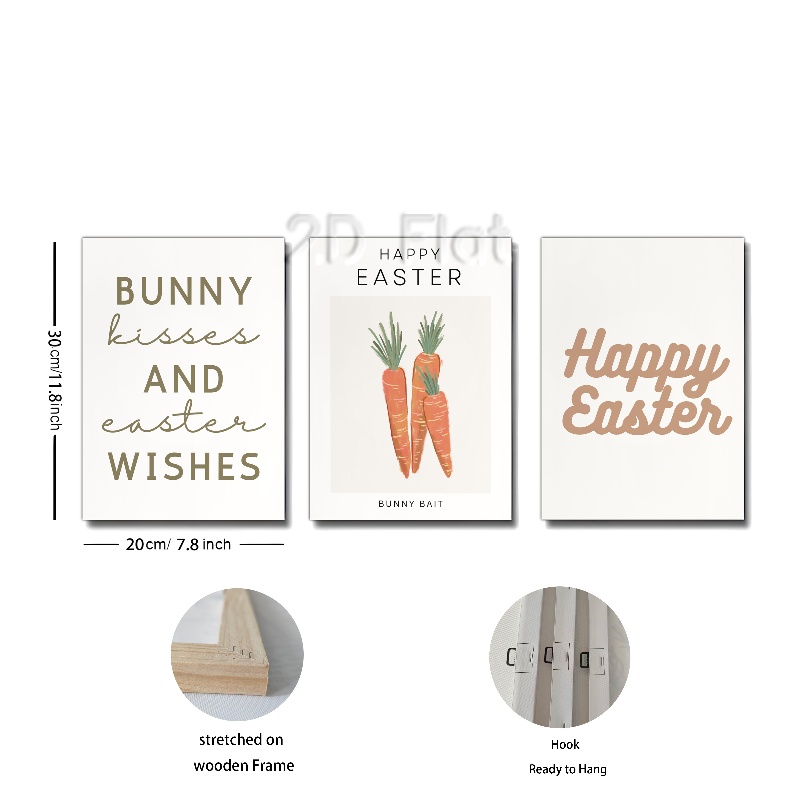 2D Flat
BUNNY
kisses
AND
easter
WISHES
HAPPY
EASTER
BUNNY BAIT
Happy
Easter
30cm/11.8inch
20cm/ 7.8 inch
stretched on
wooden Frame
Hook
Ready to Hang